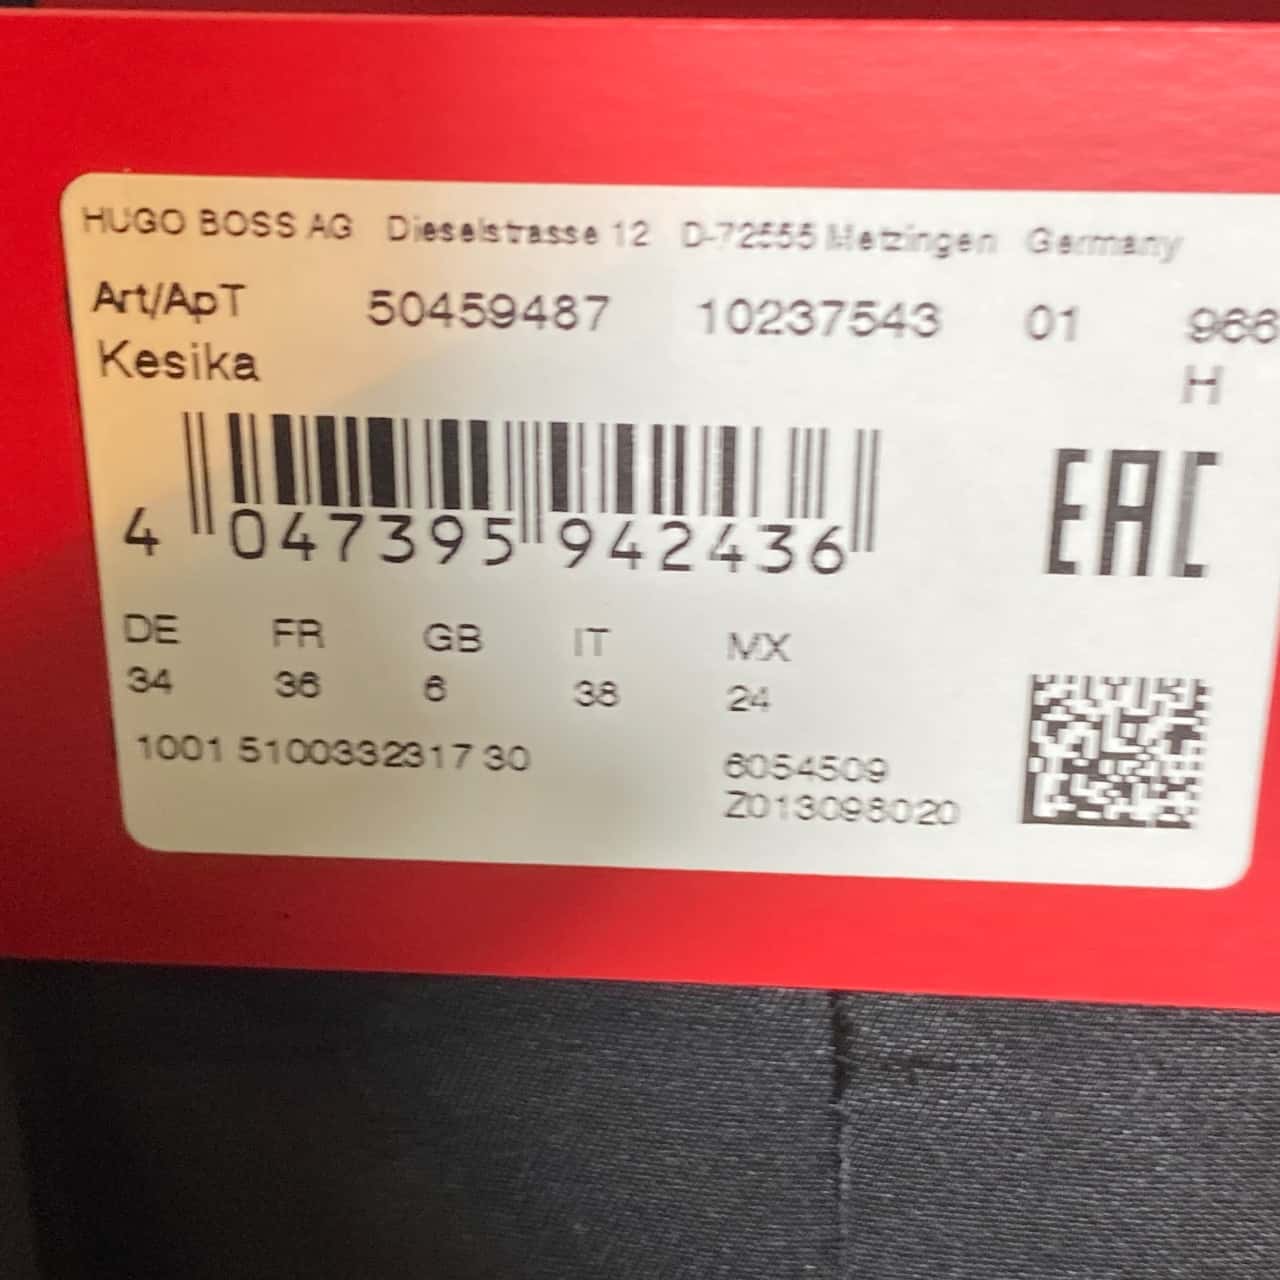 HUGO BOSS AG Dieselstrasse 12 D-72555 Metzingen Germany
Art/ApT 50459487 10237543 01 966
Kesika H
EAC
4 047395 942436
DE FR GB IT MX
34 36 6 38 24
1001 5100332317 30 6054509
Z013098020